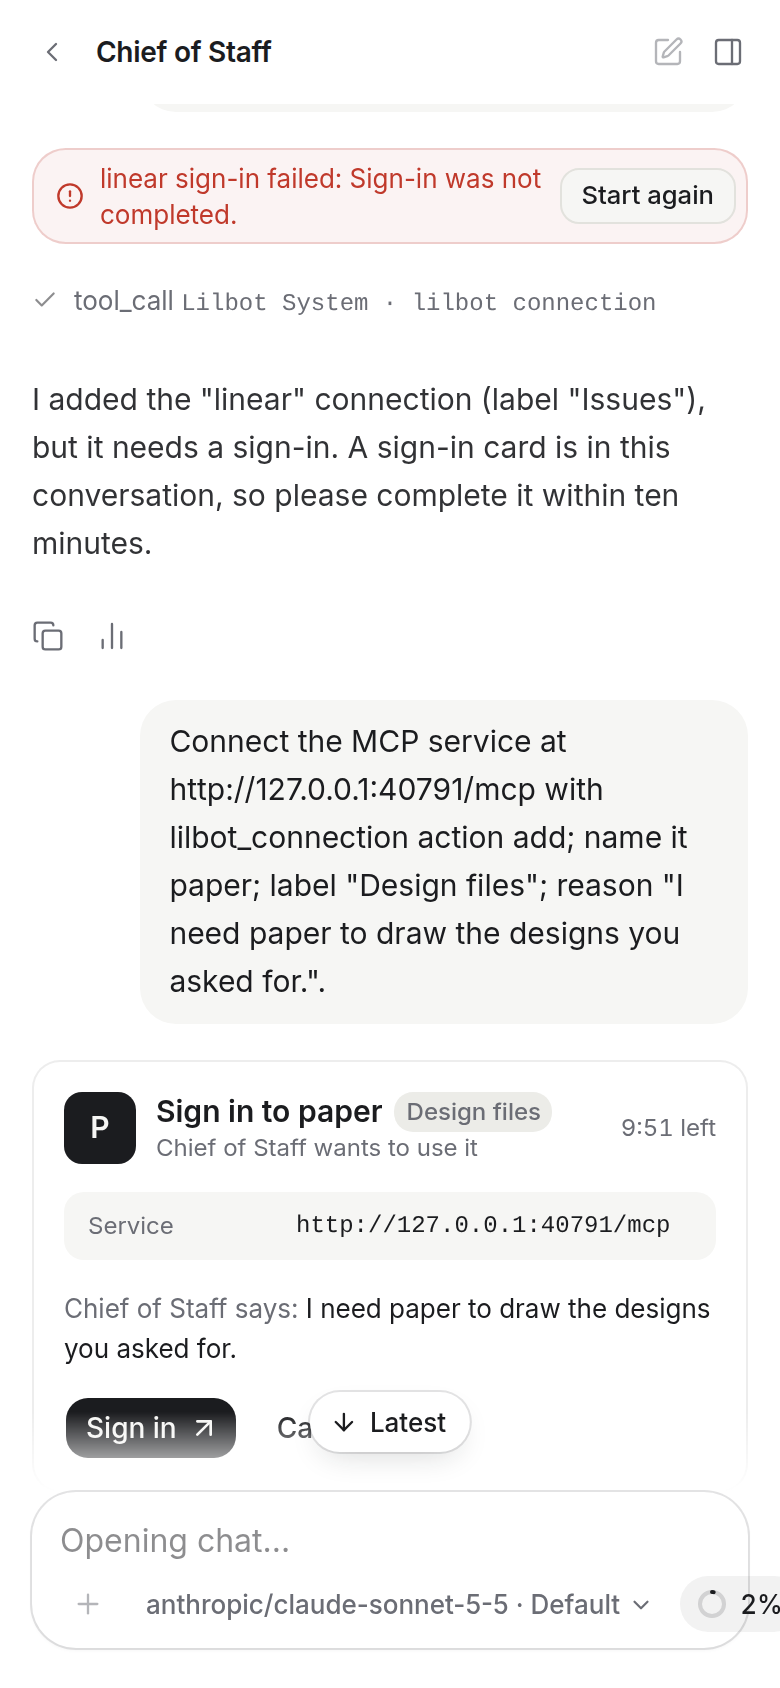 Chief of Staff
linear sign-in failed: Sign-in was not
completed.
Start again
tool_call Lilbot System · lilbot connection
I added the "linear" connection (label "Issues"),
but it needs a sign-in. A sign-in card is in this
conversation, so please complete it within ten
minutes.
Connect the MCP service at
http://127.0.0.1:40791/mcp with
lilbot_connection action add; name it
paper; label "Design files"; reason "I
need paper to draw the designs you
asked for.".
P
Sign in to paper Design files
Chief of Staff wants to use it
9:51 left
Service http://127.0.0.1:40791/mcp
Chief of Staff says: I need paper to draw the designs
you asked for.
Sign in
Latest
Opening chat...
anthropic/claude-sonnet-5-5 · Default
2%